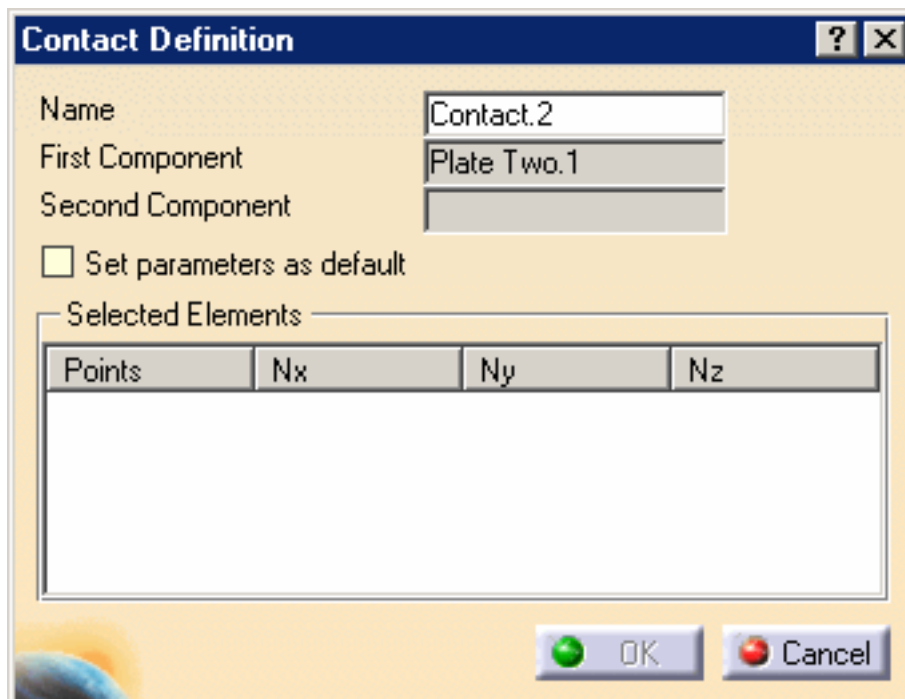 Contact Definition ? X
Name Contact.2
First Component Plate Two.1
Second Component
Set parameters as default
Selected Elements
Points Nx Ny Nz
OK Cancel